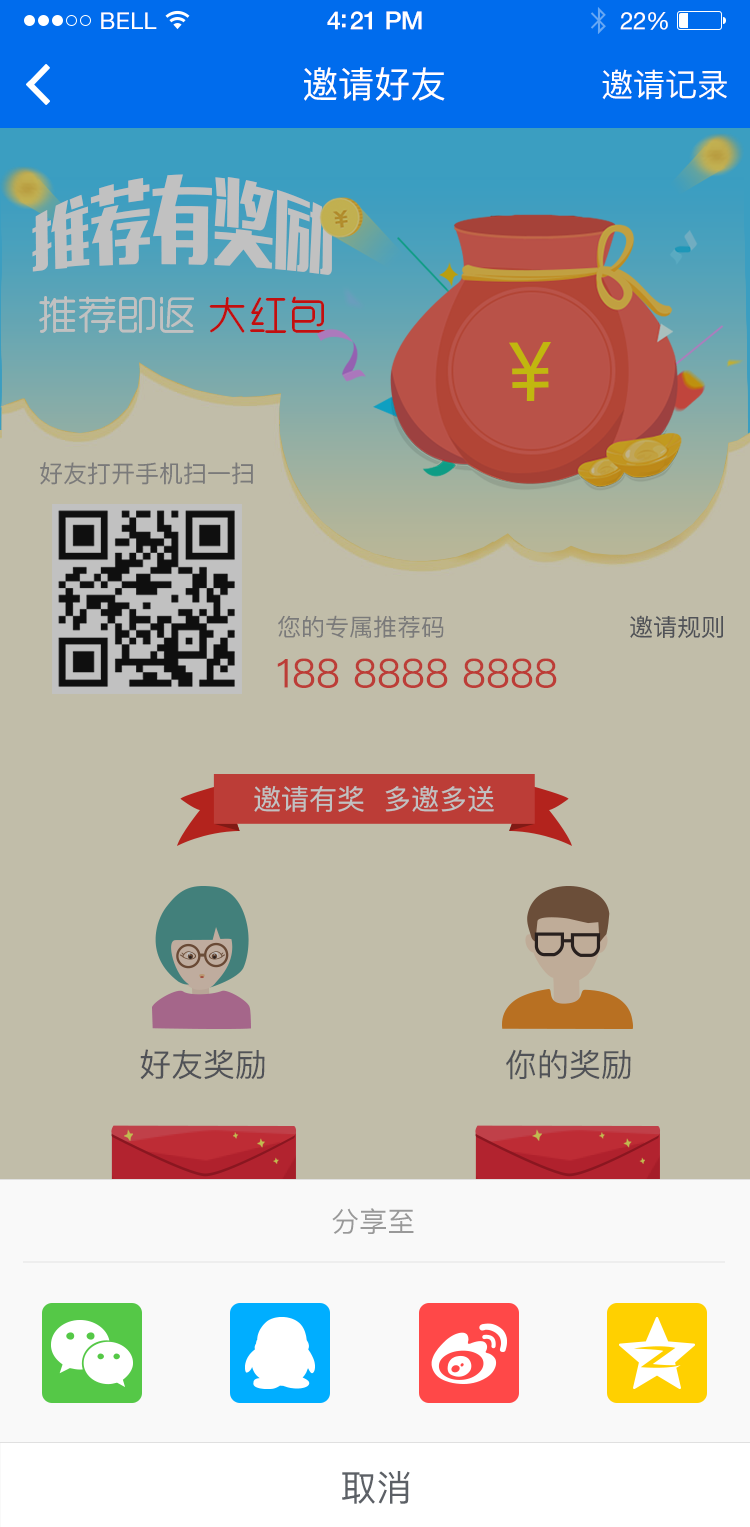 BELL 4:21 PM 22%
邀请好友 邀请记录
推荐有奖励
¥
推荐即返 大红包
¥
好友打开手机扫一扫
您的专属推荐码 邀请规则
188 8888 8888
邀请有奖 多邀多送
好友奖励 你的奖励
分享至
取消